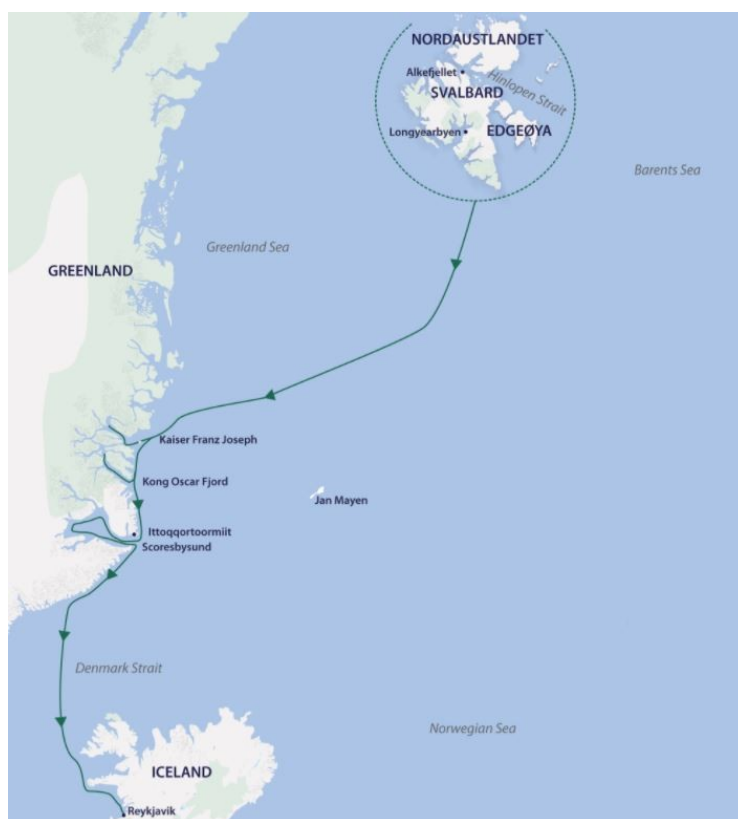 NORDAUSTLANDET
Alkefjellet
Hinlopen Strait
SVALBARD
Longyearbyen
EDGEØYA
Barents Sea
Greenland Sea
GREENLAND
Kaiser Franz Joseph
Kong Oscar Fjord
Jan Mayen
Ittoqqortoormiit
Scoresbysund
Denmark Strait
Norwegian Sea
ICELAND
Reykjavik